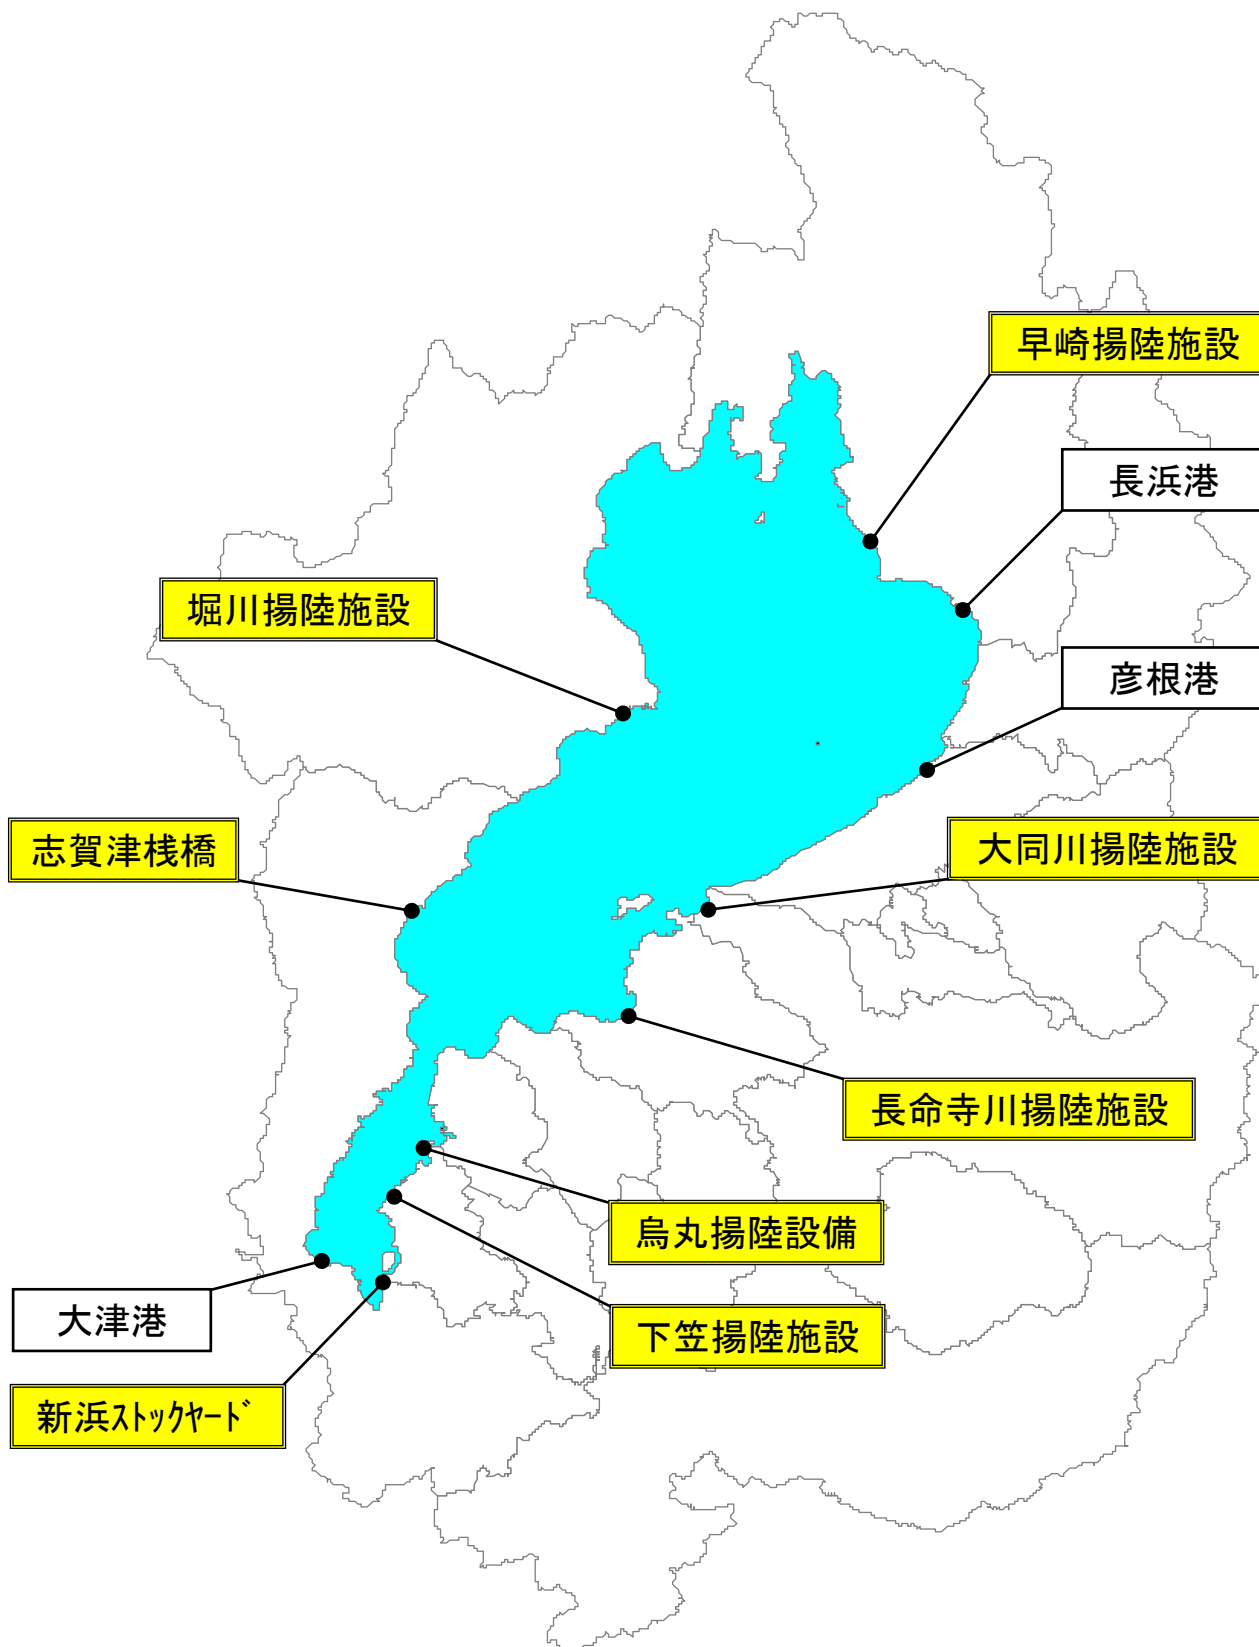 早崎揚陸施設
長浜港
堀川揚陸施設
彦根港
志賀津桟橋
大同川揚陸施設
長命寺川揚陸施設
烏丸揚陸設備
大津港
下笠揚陸施設
新浜ｽﾄｯｸﾔｰﾄﾞ